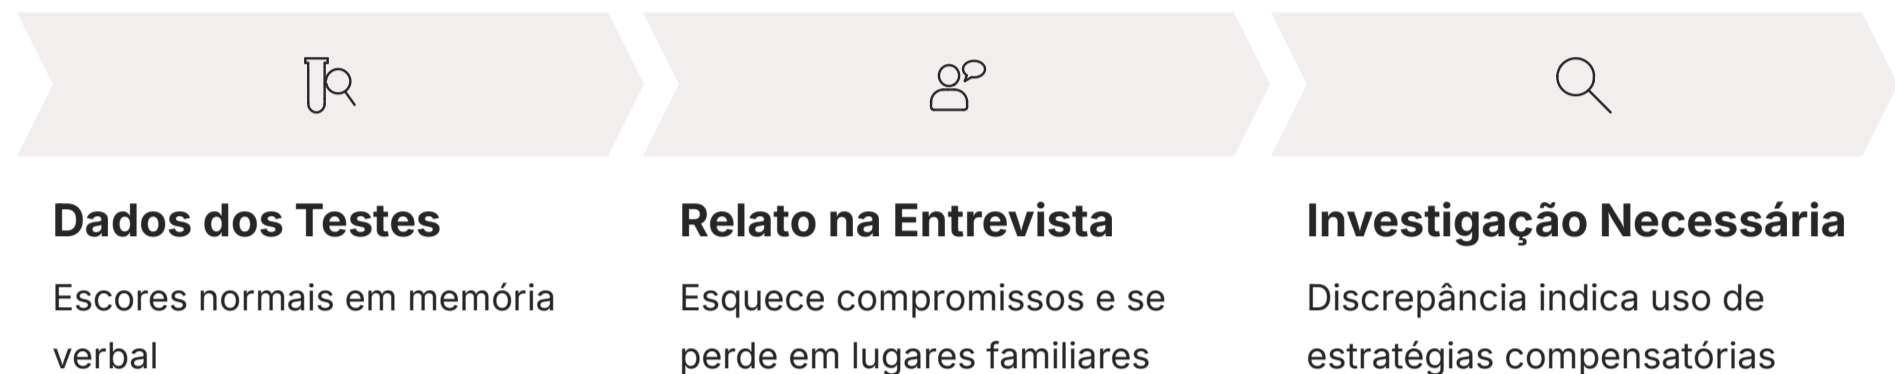 Dados dos Testes
Escores normais em memória
verbal
Relato na Entrevista
Esquece compromissos e se
perde em lugares familiares
Investigação Necessária
Discrepância indica uso de
estratégias compensatórias